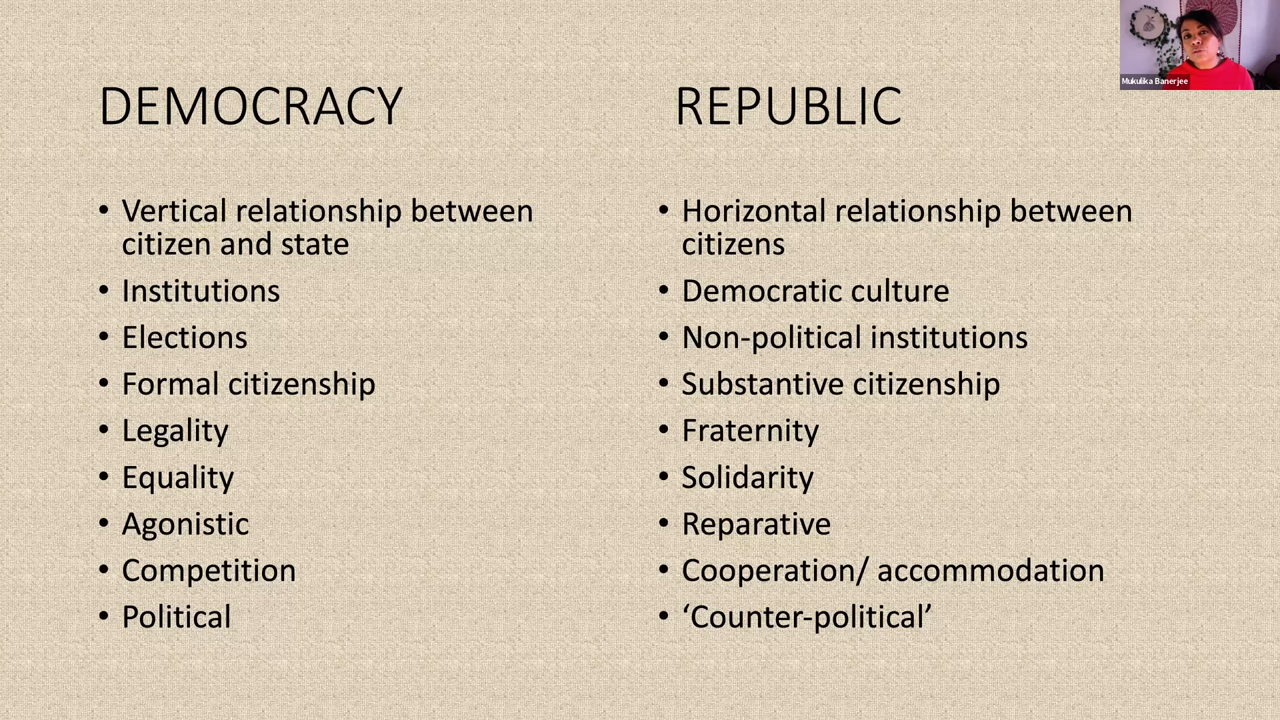 DEMOCRACY
• Vertical relationship between
citizen and state
• Institutions
• Elections
• Formal citizenship
• Legality
• Equality
• Agonistic
• Competition
• Political
REPUBLIC
• Horizontal relationship between
citizens
• Democratic culture
• Non-political institutions
• Substantive citizenship
• Fraternity
• Solidarity
• Reparative
• Cooperation/ accommodation
• ‘Counter-political’
Mukulika Banerjee